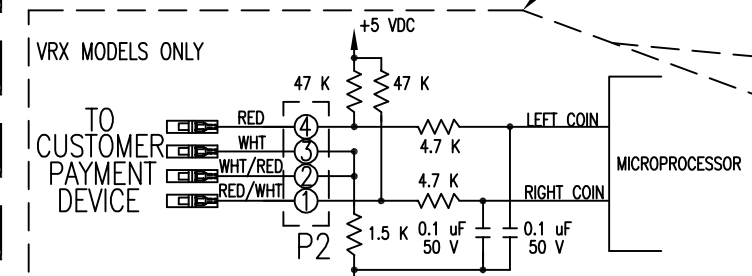 +5 VDC
VRX MODELS ONLY
47 K
47 K
TO
CUSTOMER
PAYMENT
DEVICE
RED
WHT
WHT/RED
RED/WHT
4
3
2
1
P2
4.7 K
4.7 K
LEFT COIN
RIGHT COIN
MICROPROCESSOR
1.5 K
0.1 uF
50 V
0.1 uF
50 V